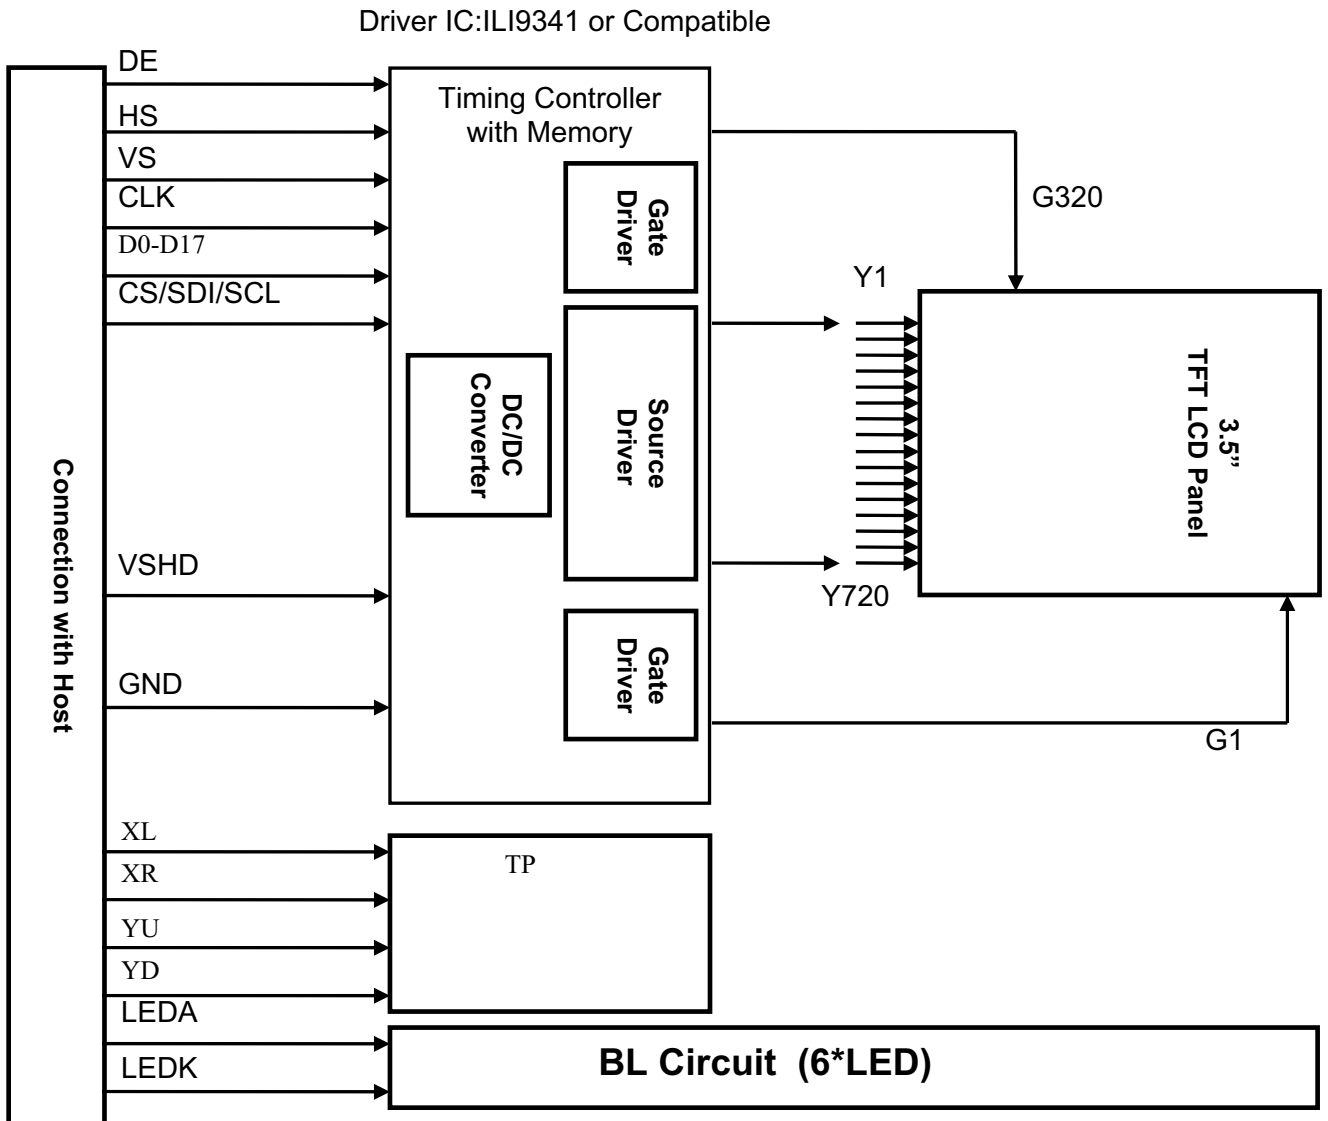 Driver IC:ILI9341 or Compatible
DE
HS
VS
CLK
D0-D17
CS/SDI/SCL
VSHD
GND
XL
XR
YU
YD
LEDA
LEDK
Connection with Host
Timing Controller
with Memory
Gate
Driver
DC/DC
Converter
Source
Driver
Gate
Driver
G320
Y1
Y720
3.5”
TFT LCD Panel
G1
TP
BL Circuit (6*LED)